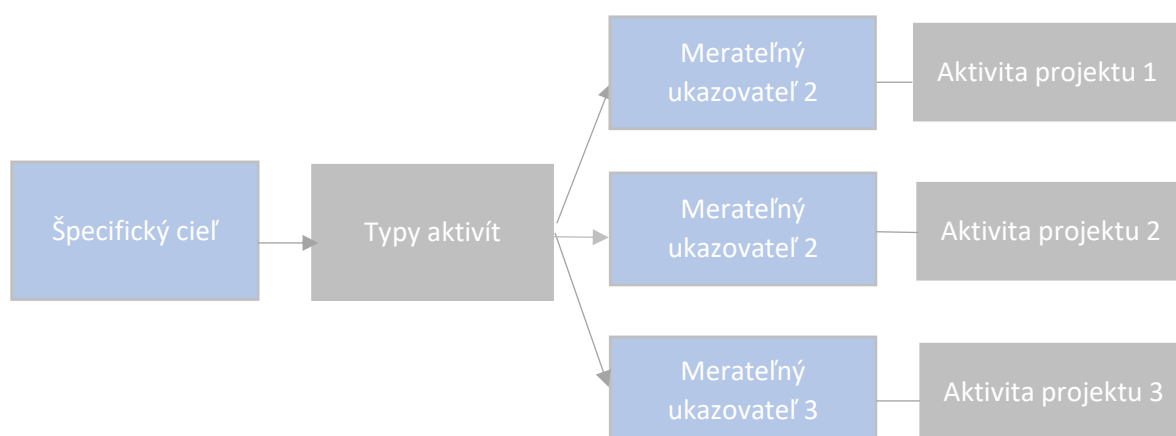 Špecifický cieľ
Typy aktivít
Merateľný
ukazovateľ 2
Aktivita projektu 1
Merateľný
ukazovateľ 2
Aktivita projektu 2
Merateľný
ukazovateľ 3
Aktivita projektu 3